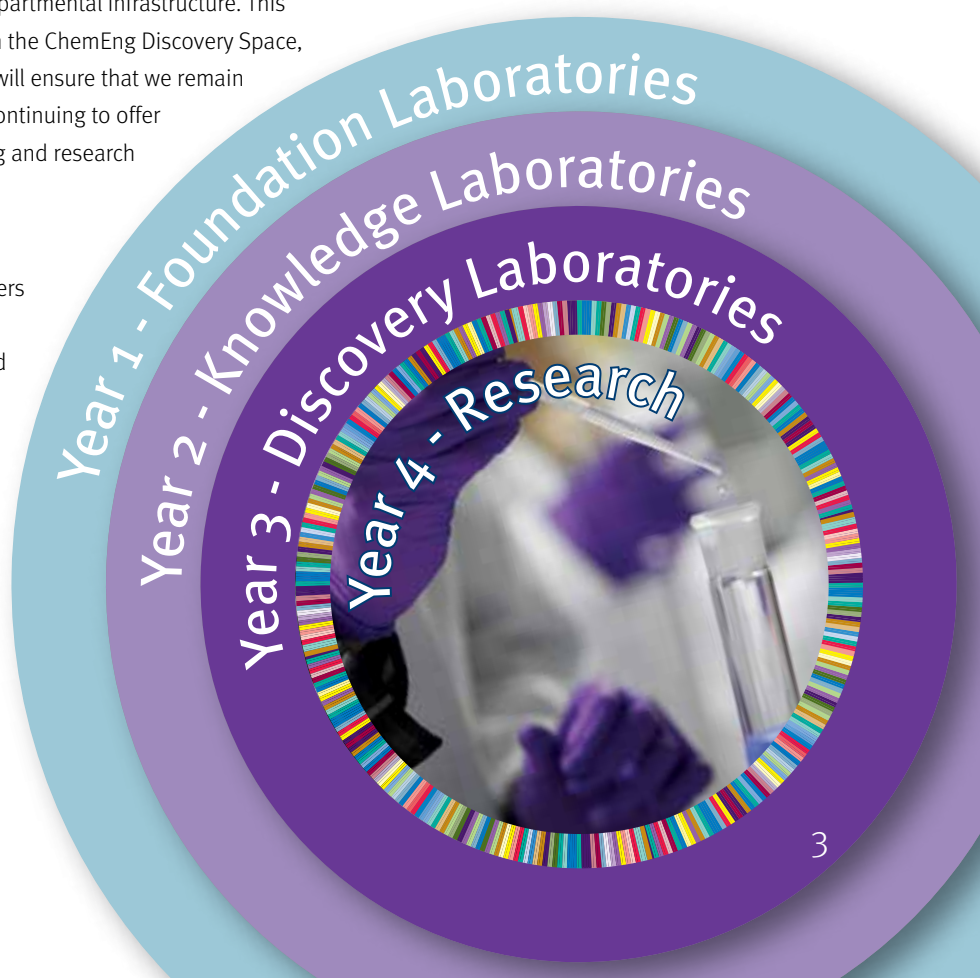 partmental infrastructure. This
the ChemEng Discovery Space,
will ensure that we remain
ontinuing to offer
and research
ers
Year 1 - Foundation Laboratories
Year 2 - Knowledge Laboratories
Year 3 - Discovery Laboratories
Year 4 - Research
3